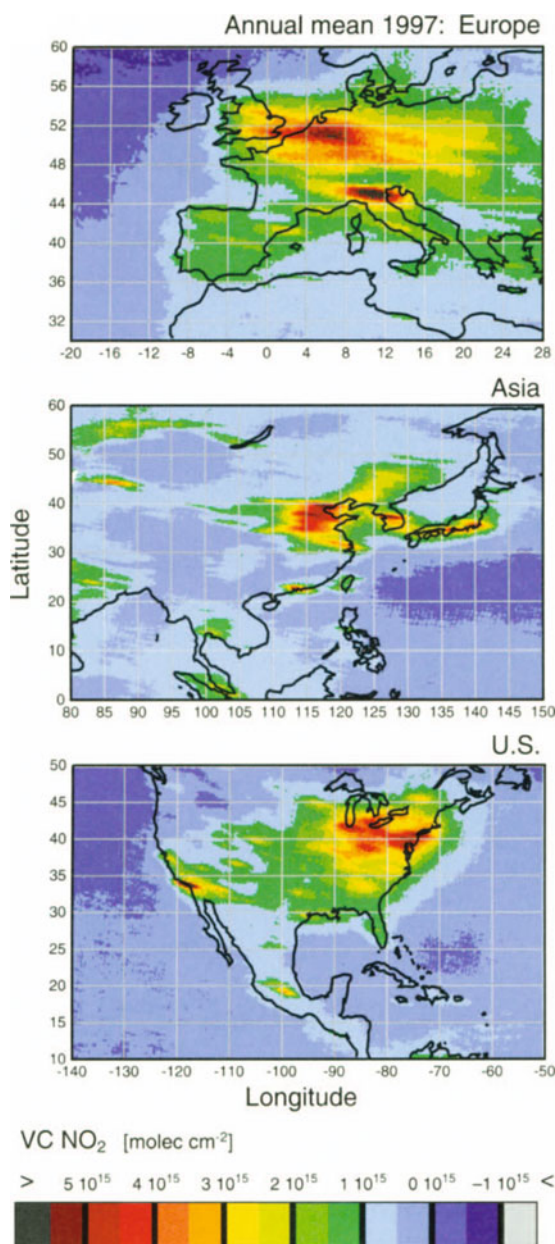 Annual mean 1997: Europe
60
56
52
48
44
40
36
32
-20 -16 -12 -8 -4 0 4 8 12 16 20 24 28
Asia
60
50
40
30
20
10
0
80 85 90 95 100 105 110 115 120 125 130 135 140 145 150
Latitude
U.S.
50
45
40
35
30
25
20
15
10
-140 -130 -120 -110 -100 -90 -80 -70 -60 -50
Longitude
VC NO₂ [molec cm⁻²]
> 5 10¹⁵ 4 10¹⁵ 3 10¹⁵ 2 10¹⁵ 1 10¹⁵ 0 10¹⁵ -1 10¹⁵ <